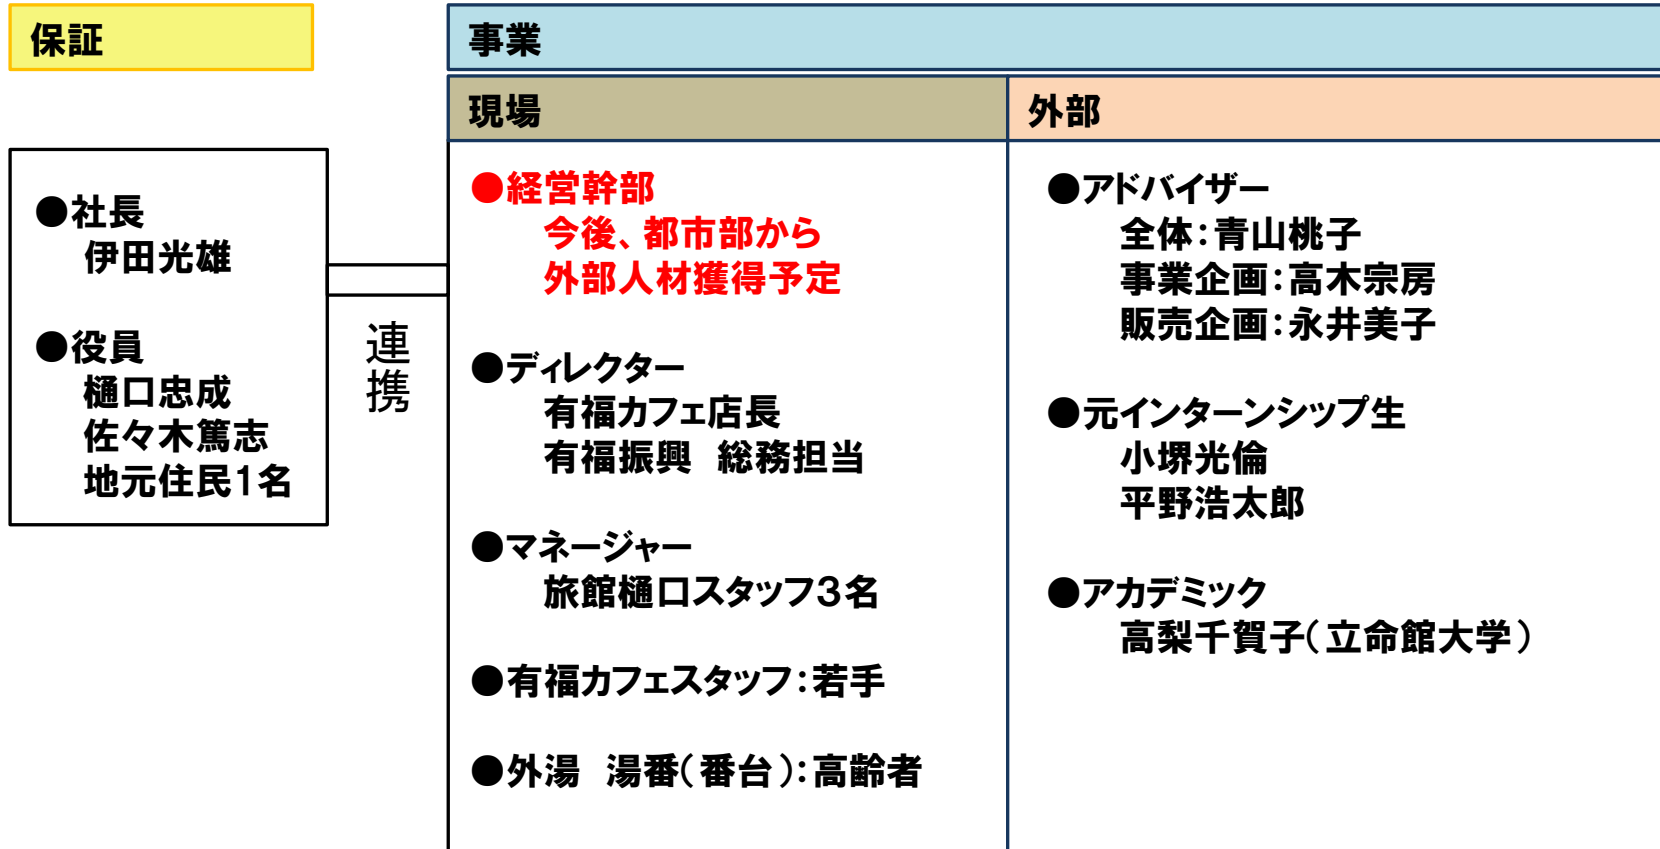 保証
●社長
伊田光雄
●役員
樋口忠成
佐々木篤志
地元住民1名
連携
事業
現場
●経営幹部
今後、都市部から
外部人材獲得予定
●ディレクター
有福カフェ店長
有福振興　総務担当
●マネージャー
旅館樋口スタッフ3名
●有福カフェスタッフ：若手
●外湯　湯番（番台）：高齢者
外部
●アドバイザー
全体：青山桃子
事業企画：高木宗房
販売企画：永井美子
●元インターンシップ生
小堺光倫
平野浩太郎
●アカデミック
高梨千賀子（立命館大学）